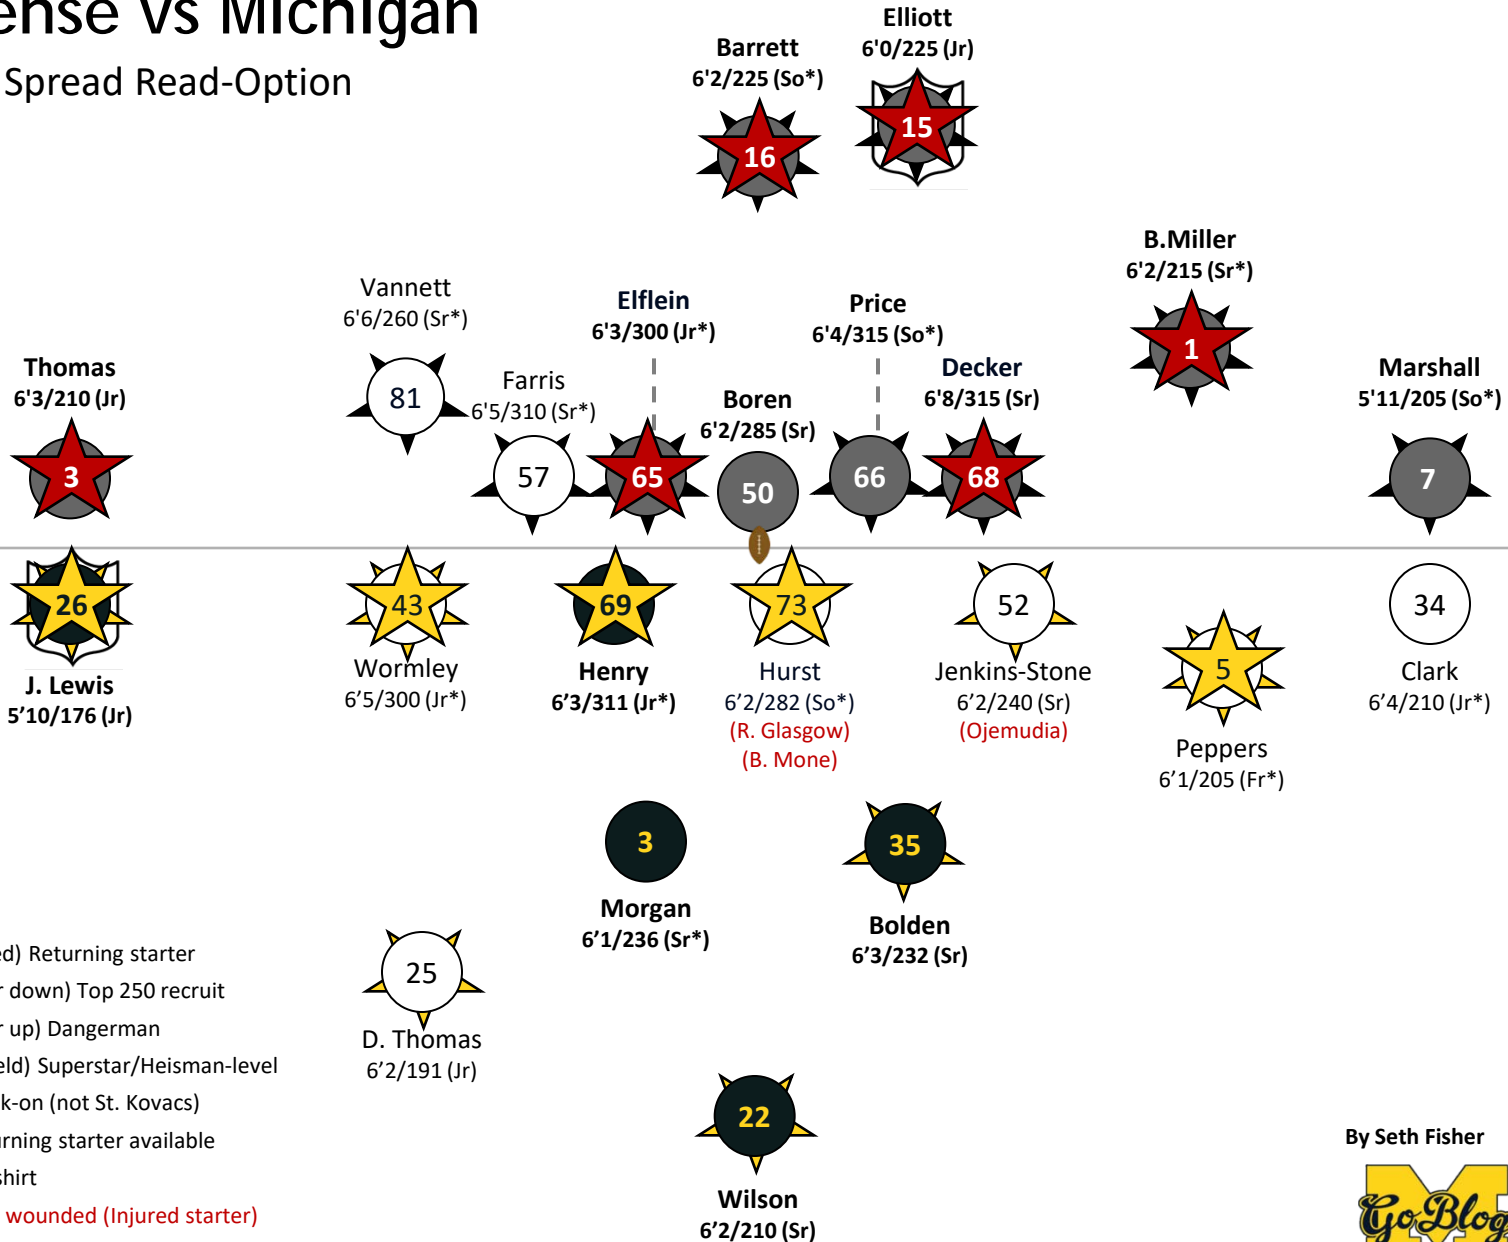 ense vs Michigan
Spread Read-Option
Elliott
6'0/225 (Jr)
15
Barrett
6'2/225 (So*)
16
B.Miller
6'2/215 (Sr*)
1
Vannett
6'6/260 (Sr*)
81
Elflein
6'3/300 (Jr*)
65
Price
6'4/315 (So*)
66
Thomas
6'3/210 (Jr)
3
Farris
6'5/310 (Sr*)
57
Boren
6'2/285 (Sr)
50
Decker
6'8/315 (Sr)
68
Marshall
5'11/205 (So*)
7
26
J. Lewis
5'10/176 (Jr)
43
Wormley
6'5/300 (Jr*)
69
Henry
6'3/311 (Jr*)
73
Hurst
6'2/282 (So*)
(R. Glasgow)
(B. Mone)
52
Jenkins-Stone
6'2/240 (Sr)
(Ojemudia)
5
Peppers
6'1/205 (Fr*)
34
Clark
6'4/210 (Jr*)
3
Morgan
6'1/236 (Sr*)
35
Bolden
6'3/232 (Sr)
25
D. Thomas
6'2/191 (Jr)
22
Wilson
6'2/210 (Sr)
ed) Returning starter
r down) Top 250 recruit
r up) Dangerman
eld) Superstar/Heisman-level
k-on (not St. Kovacs)
urning starter available
shirt
wounded (Injured starter)
By Seth Fisher
M
GoBlog